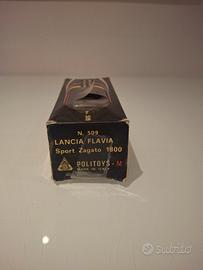 N. 509
LANCIA FLAVIA
Sport Zagato 1800
POLITOYS-M
MADE IN ITALY
subito